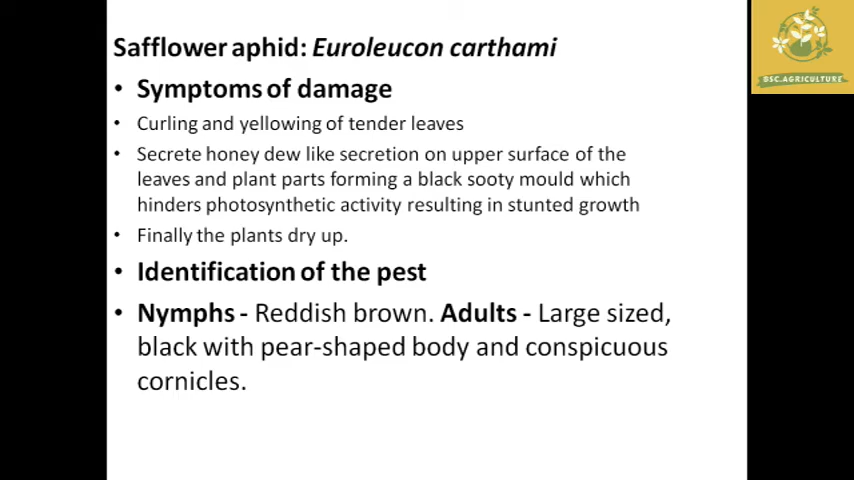 Safflower aphid: Euroleucon carthami
• Symptoms of damage
• Curling and yellowing of tender leaves
• Secrete honey dew like secretion on upper surface of the
leaves and plant parts forming a black sooty mould which
hinders photosynthetic activity resulting in stunted growth
• Finally the plants dry up.
• Identification of the pest
• Nymphs - Reddish brown. Adults - Large sized,
black with pear-shaped body and conspicuous
cornicles.
BSC.AGRICULTURE